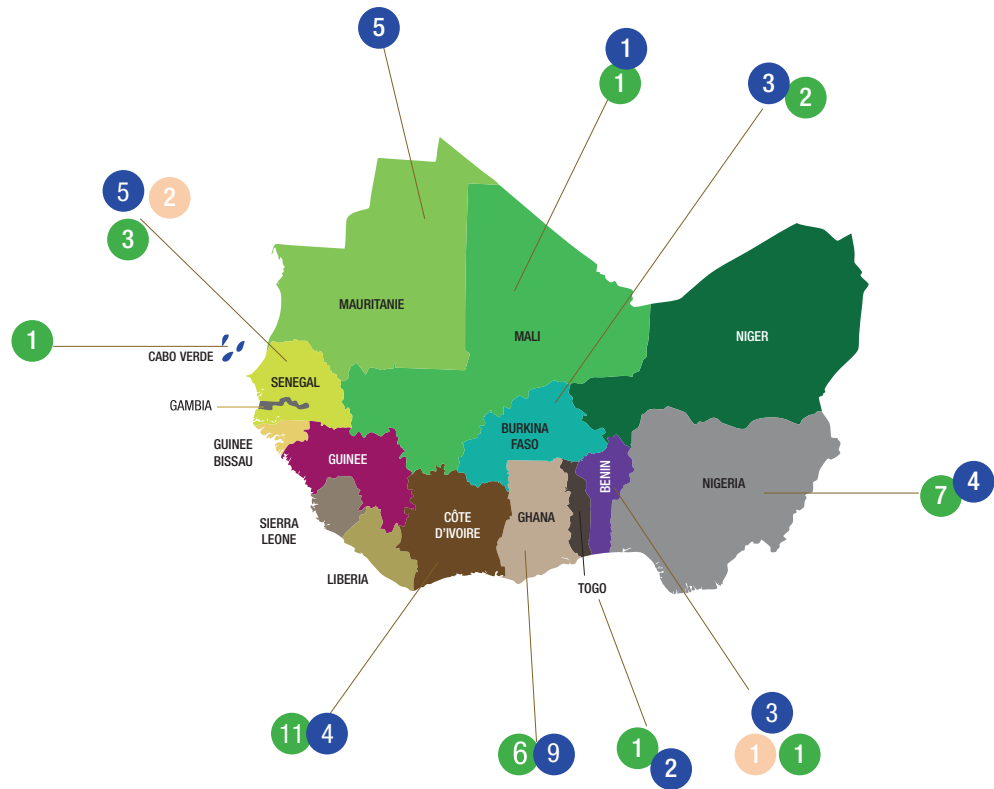 5
1
1
3
2
5
2
3
1
MAURITANIE
MALI
NIGER
CABO VERDE
SENEGAL
GAMBIA
GUINEE
BISSAU
GUINEE
BURKINA
FASO
BENIN
NIGERIA
7
4
SIERRA
LEONE
CÔTE
D'IVOIRE
GHANA
LIBERIA
TOGO
11
4
6
9
1
2
3
1
1